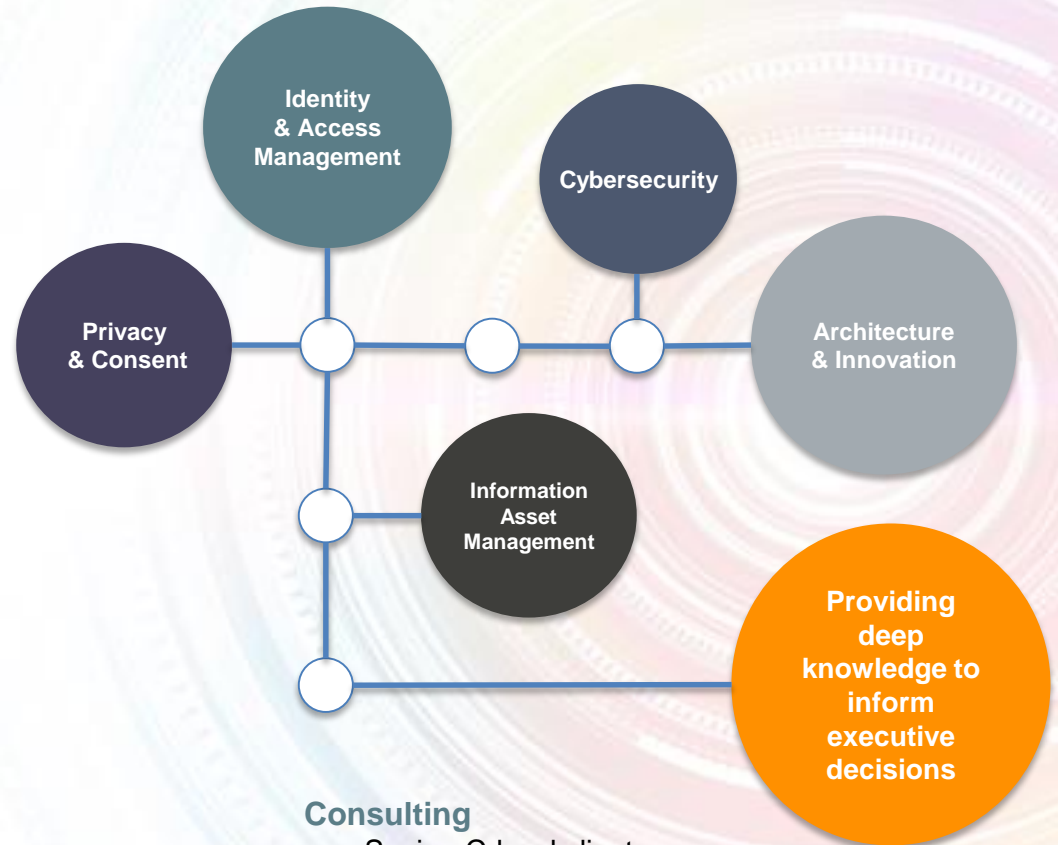 Identity
& Access
Management
Cybersecurity
Privacy
& Consent
Architecture
& Innovation
Information
Asset
Management
Providing
deep
knowledge to
inform
executive
decisions
Consulting